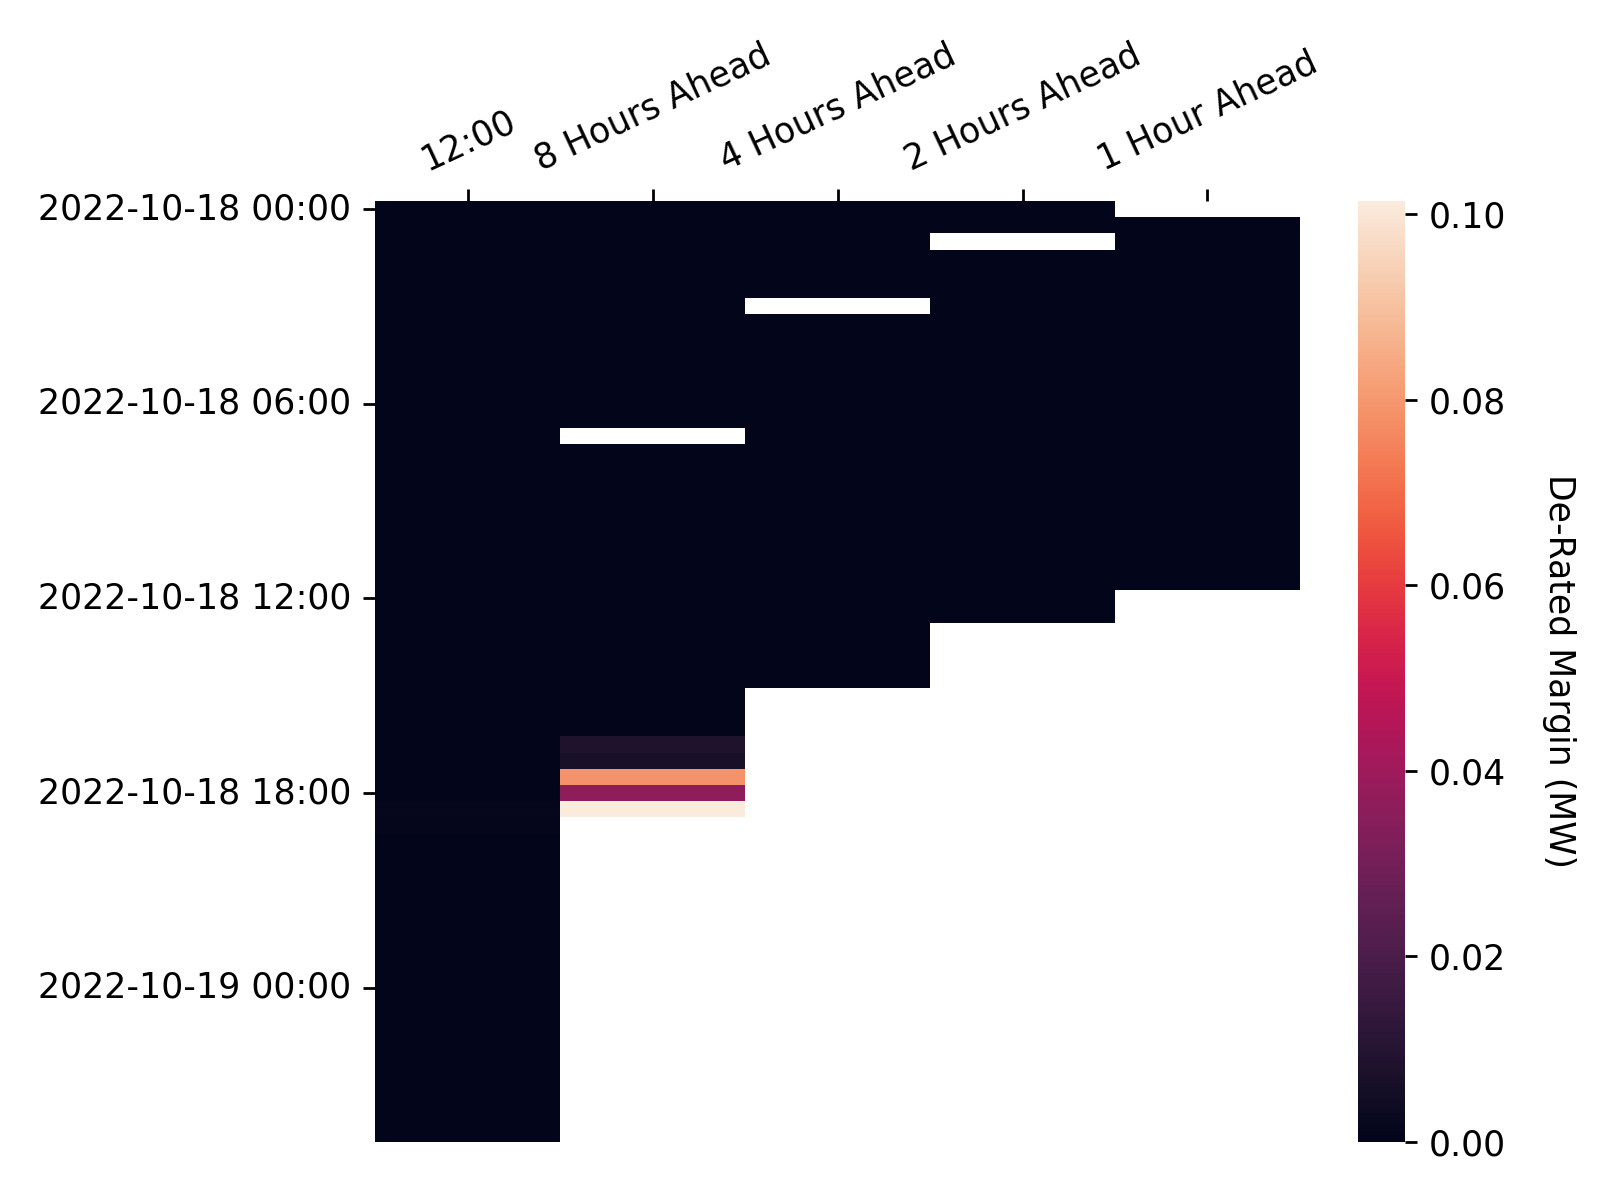 12:00
8 Hours Ahead
4 Hours Ahead
2 Hours Ahead
1 Hour Ahead
2022-10-18 00:00
2022-10-18 06:00
2022-10-18 12:00
2022-10-18 18:00
2022-10-19 00:00
0.10
0.08
0.06
0.04
0.02
0.00
De-Rated Margin (MW)